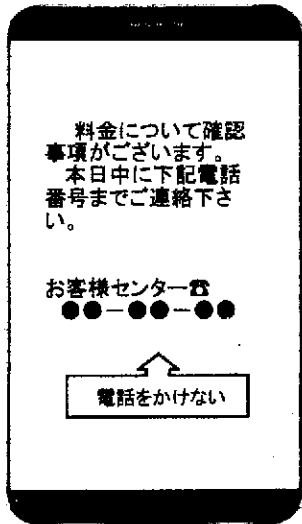 料金について確認
事項がございます。
本日中に下記電話
番号までご連絡下さ
い。
お客様センター☎
●●－●●－●●
電話をかけない